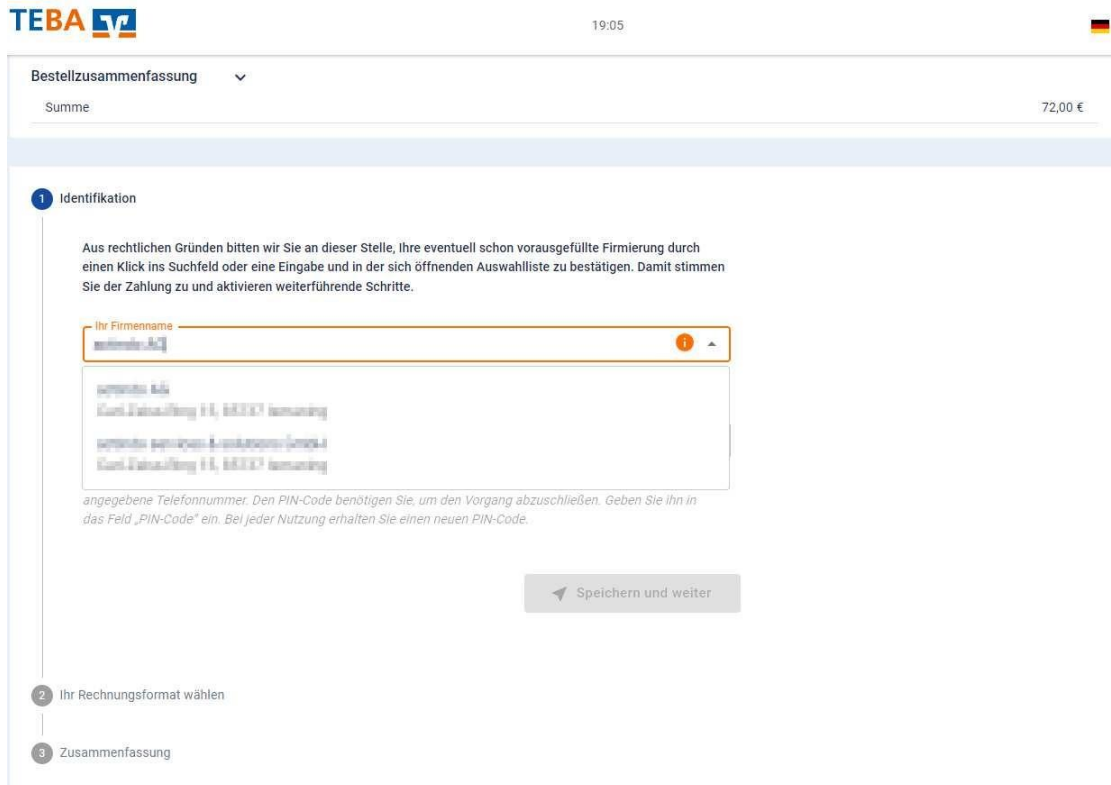 TEBA
19:05
Bestellzusammenfassung
Summe 72,00 €
1 Identifikation
Aus rechtlichen Gründen bitten wir Sie an dieser Stelle, Ihre eventuell schon vorausgefüllte Firmierung durch
einen Klick ins Suchfeld oder eine Eingabe und in der sich öffnenden Auswahlliste zu bestätigen. Damit stimmen
Sie der Zahlung zu und aktivieren weiterführende Schritte.
Ihr Firmenname
angegebene Telefonnummer. Den PIN-Code benötigen Sie, um den Vorgang abzuschließen. Geben Sie ihn in
das Feld „PIN-Code“ ein. Bei jeder Nutzung erhalten Sie einen neuen PIN-Code.
Speichern und weiter
2 Ihr Rechnungsformat wählen
3 Zusammenfassung